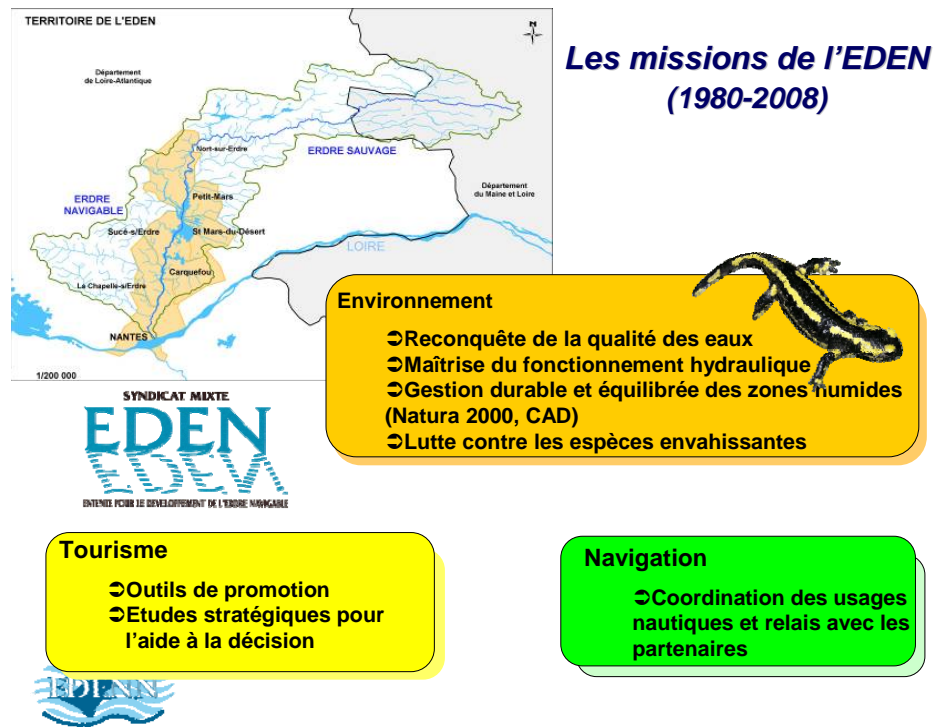 TERRITOIRE DE L'EDEN
N
Département
de Loire-Atlantique
Les missions de l'EDEN
(1980-2008)
Nort-sur-Erdre
ERDRE SAUVAGE
Département
du Maine et Loire
ERDRE
NAVIGABLE
Petit-Mars
Sucé-s/Erdre
St Mars-du-Désert
LOIRE
Carquefou
La Chapelle-s/Erdre
NANTES
1/200 000
Environnement
➲Reconquête de la qualité des eaux
➲Maîtrise du fonctionnement hydraulique
➲Gestion durable et équilibrée des zones humides
(Natura 2000, CAD)
➲Lutte contre les espèces envahissantes
SYNDICAT MIXTE
EDEN
EDEN
ENTENTE POUR LE DEVELOPPEMENT DE L'ERDRE NAVIGABLE
Tourisme
➲Outils de promotion
➲Etudes stratégiques pour
l'aide à la décision
Navigation
➲Coordination des usages
nautiques et relais avec les
partenaires
EDENN